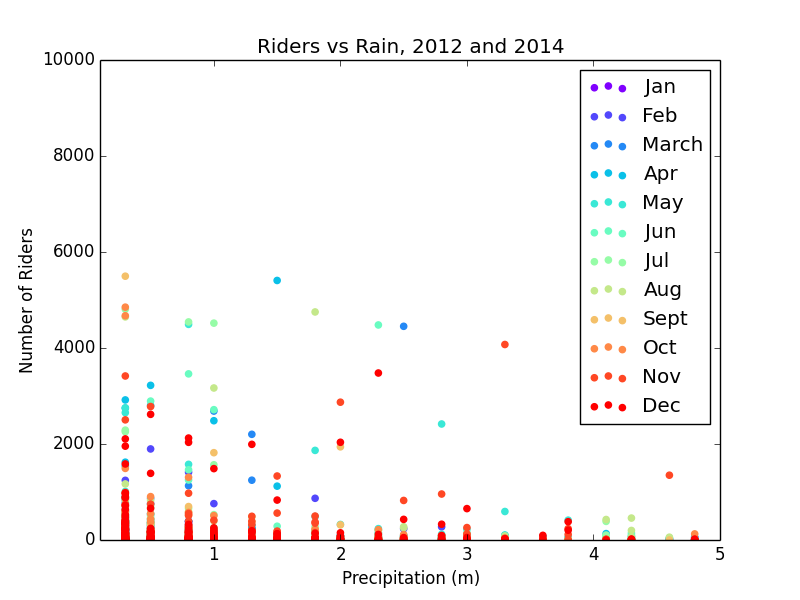 Riders vs Rain, 2012 and 2014
10000
8000
6000
4000
2000
0
Number of Riders
Jan
Feb
March
Apr
May
Jun
Jul
Aug
Sept
Oct
Nov
Dec
1 2 3 4 5
Precipitation (m)